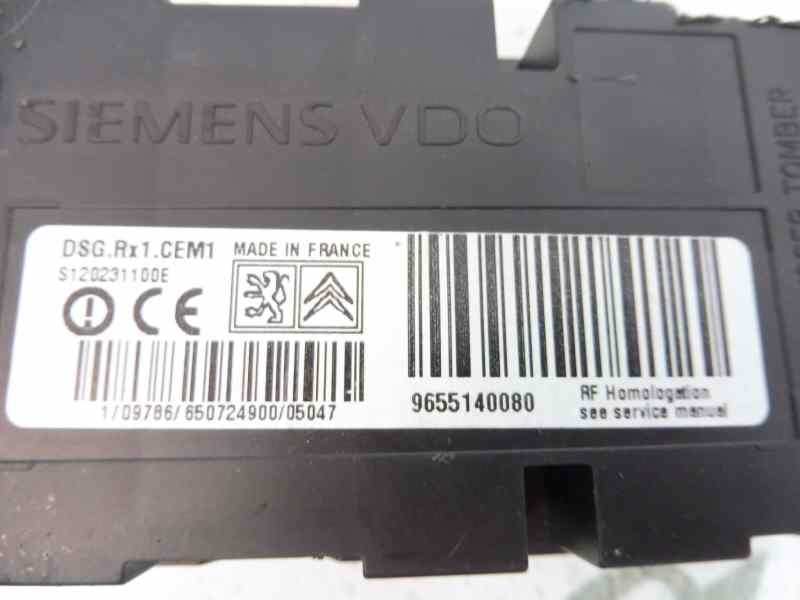 SIEMENS VDO
DSG.Rx1.CEM1 MADE IN FRANCE
S120231100E
CE
1/09786/650724900/05047
9655140080
RF Homologation
see service manual
TOMBER